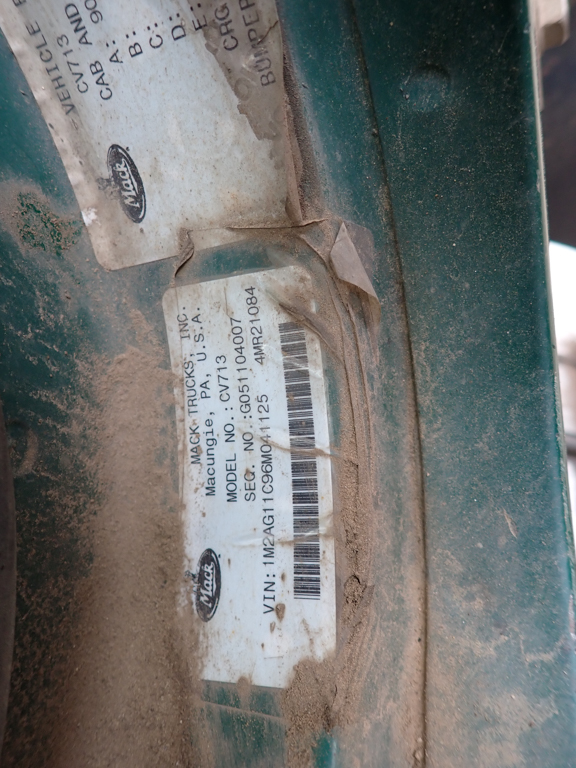 VEHICLE
CV713
CAB AND
90
A:
B:
C:
D:
E:
CRG
BUMPER
Mack
MACK TRUCKS, INC.
Macungie, PA, U.S.A.
MODEL NO.: CV713
SEQ. NO.: G051104007
4MR21084
VIN: 1M2AG11C96M041125
Mack